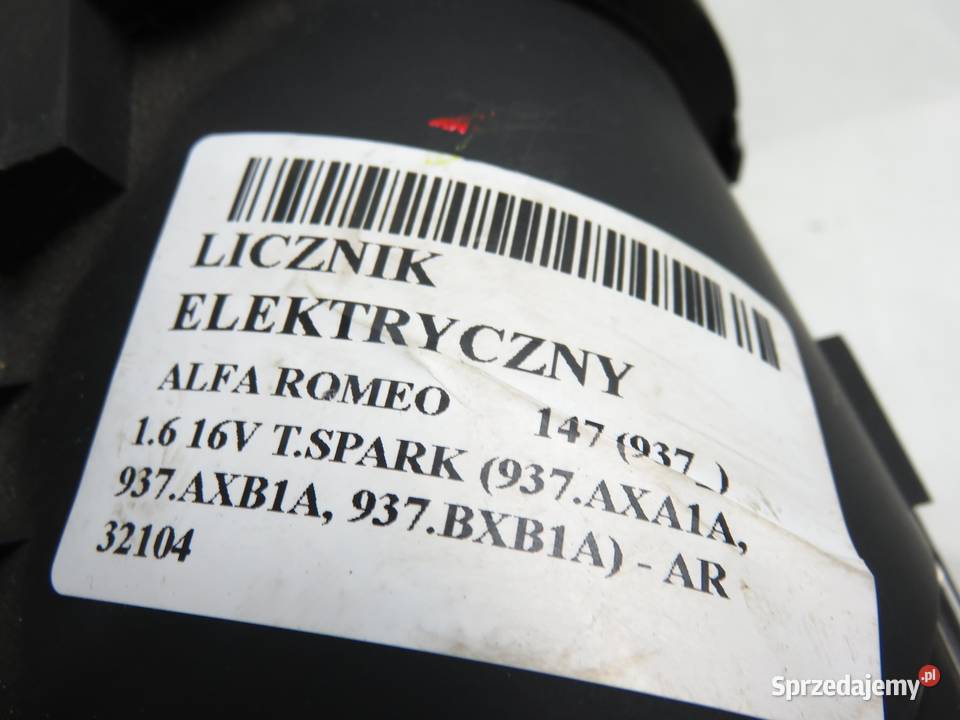 LICZNIK
ELEKTRYCZNY
ALFA ROMEO 147 (937_)
1.6 16V T.SPARK (937.AXA1A,
937.AXB1A, 937.BXB1A) - AR
32104
Sprzedajemy.pl